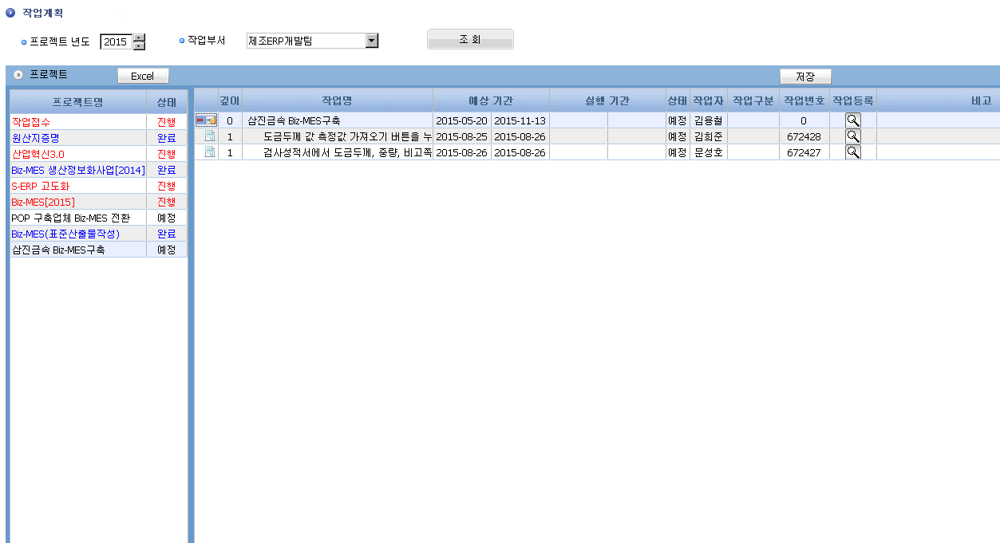 작업계획
프로젝트 년도 2015 작업부서 제조ERP개발팀 조 회
프로젝트 Excel 저장
프로젝트명 상태
작업접수 진행
원산지증명 완료
산업혁신3.0 진행
Biz-MES 생산정보화사업[2014] 완료
S-ERP 고도화 진행
Biz-MES[2015] 진행
POP 구축업체 Biz-MES 전환 예정
Biz-MES(표준산출물작성) 완료
삼진금속 Biz-MES구축 예정
깊이 작업명 예상 기간 실행 기간 상태 작업자 작업구분 작업번호 작업등록 비고
0 삼진금속 Biz-MES구축 2015-05-20 2015-11-13 예정 김용철 0
1 도금두께 값 측정값 가져오기 버튼을 누 2015-08-25 2015-08-26 예정 김희준 672428
1 검사성적서에서 도금두께, 중량, 비고쪽 2015-08-26 2015-08-26 예정 문성호 672427